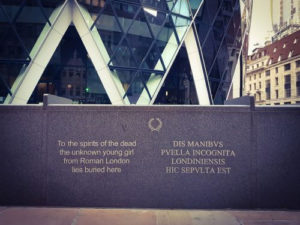 To the spirits of the dead
the unknown young girl
from Roman London
lies buried here
DIS MANIBVS
PVELLA INCOGNITA
LONDINIENSIS
HIC SEPVLTA EST